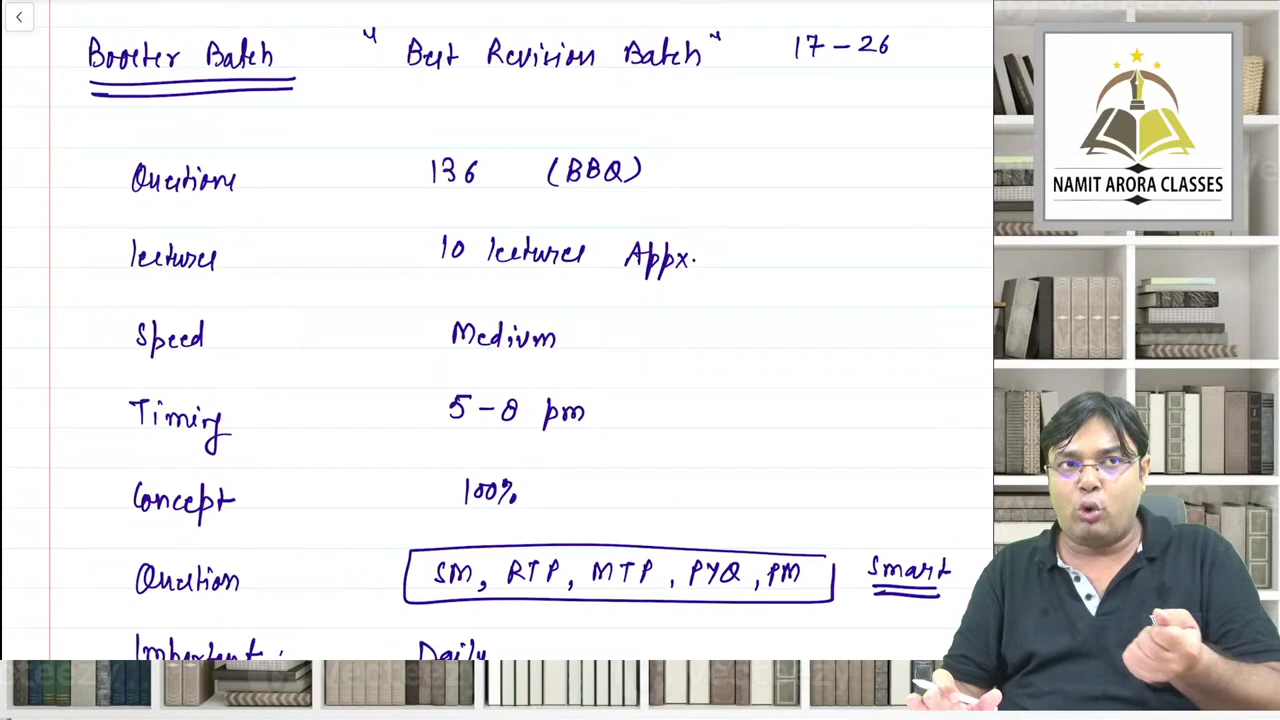 Booster Batch " Best Revision Batch " 17 - 26
Questions 136 (BBQ)
lectures 10 lectures Appx.
Speed Medium
Timing 5 - 8 pm
Concept 100%
Question SM, RTP, MTP, PYQ, PM Smart
Important : Daily
NAMIT ARORA CLASSES